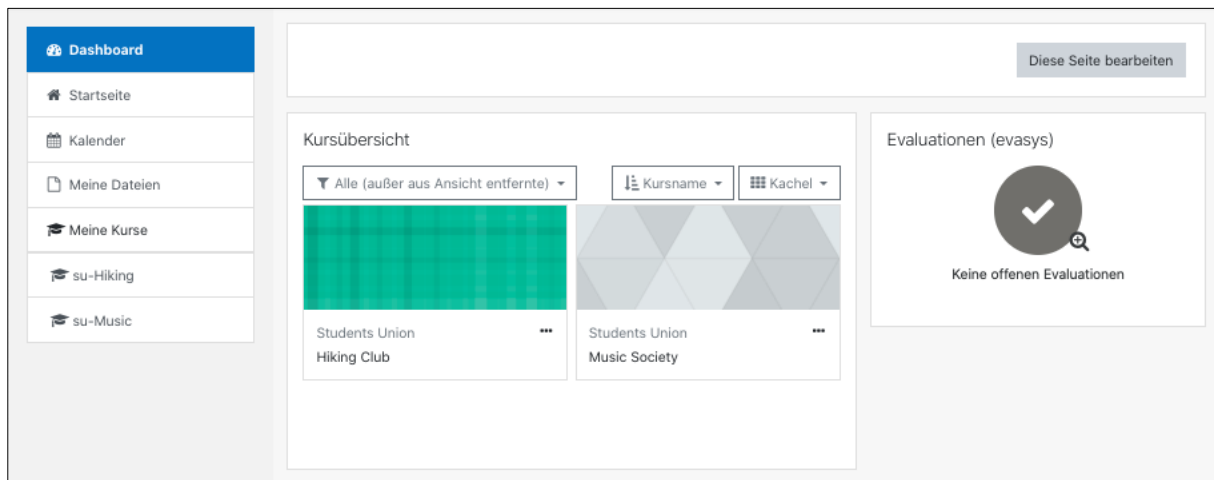 Dashboard
Startseite
Kalender
Meine Dateien
Meine Kurse
su-Hiking
su-Music
Diese Seite bearbeiten
Kursübersicht
Alle (außer aus Ansicht entfernte)
Kursname
Kachel
Students Union
Hiking Club
Students Union
Music Society
Evaluationen (evasys)
Keine offenen Evaluationen